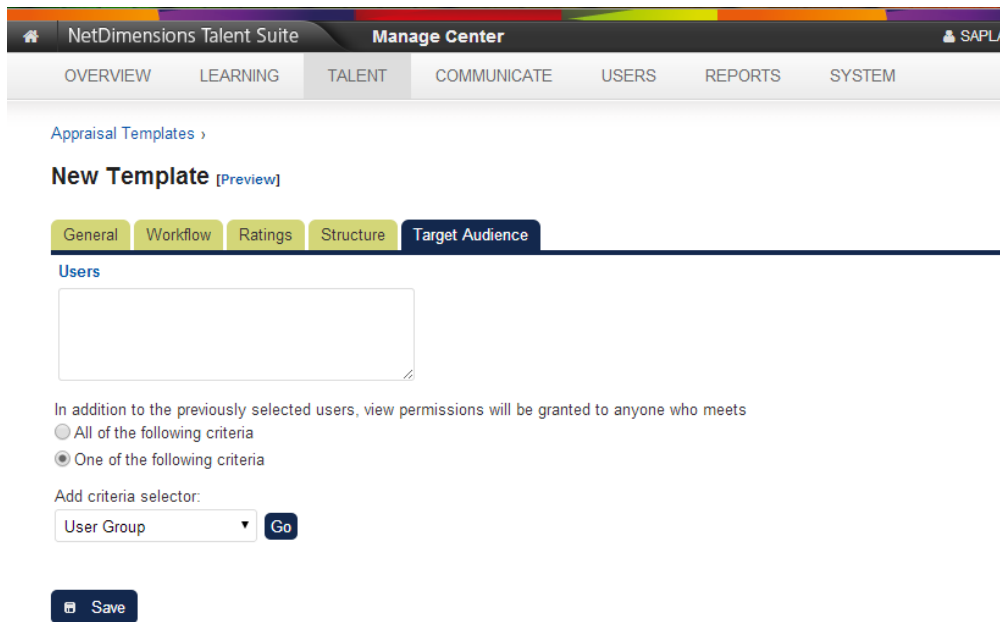 NetDimensions Talent Suite Manage Center SAPLA
OVERVIEW LEARNING TALENT COMMUNICATE USERS REPORTS SYSTEM
Appraisal Templates ›
New Template [Preview]
General Workflow Ratings Structure Target Audience
Users
In addition to the previously selected users, view permissions will be granted to anyone who meets
All of the following criteria
One of the following criteria
Add criteria selector:
User Group Go
Save